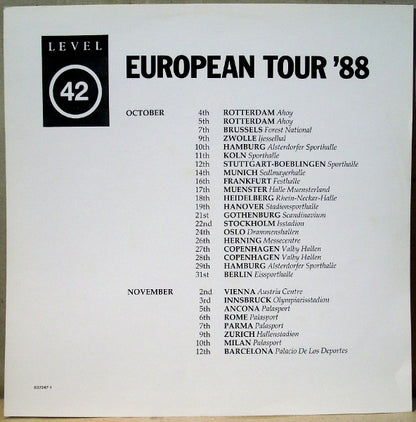 LEVEL
42
EUROPEAN TOUR '88
OCTOBER 4th ROTTERDAM Ahoy
5th ROTTERDAM Ahoy
7th BRUSSELS Forest National
9th ZWOLLE Ijesselhal
10th HAMBURG Alsterdorfer Sporthalle
11th KOLN Sporthalle
12th STUTTGART-BOEBLINGEN Sporthalle
14th MUNICH Sedlmayerhalle
16th FRANKFURT Festhalle
17th MUENSTER Halle Muensterland
18th HEIDELBERG Rhein-Neckar-Halle
19th HANOVER Stadionsporthalle
21st GOTHENBURG Scandinavium
22nd STOCKHOLM Isstadion
24th OSLO Drammenshallen
26th HERNING Messecentre
27th COPENHAGEN Valby Hallen
28th COPENHAGEN Valby Hallen
29th HAMBURG Alsterdorfer Sporthalle
31st BERLIN Eissporthalle
NOVEMBER 2nd VIENNA Austria Centre
3rd INNSBRUCK Olympiarisstadion
5th ANCONA Palasport
6th ROME Palasport
7th PARMA Palasport
9th ZURICH Hallenstadion
10th MILAN Palasport
12th BARCELONA Palacio De Los Deportes